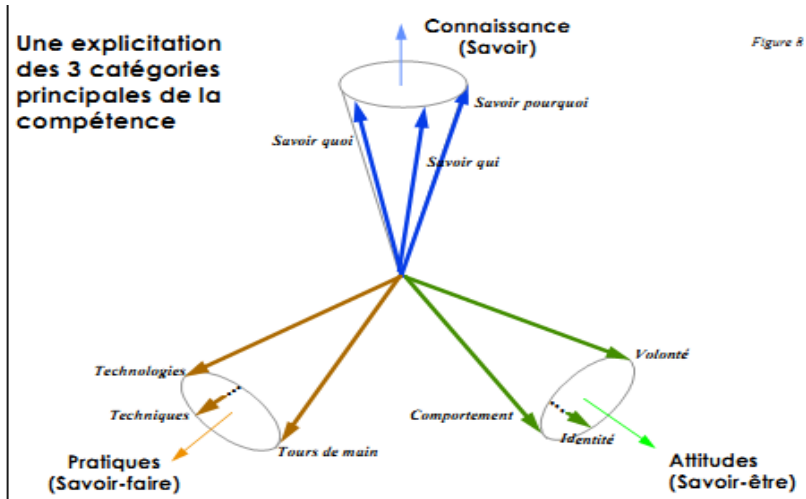 Une explicitation
des 3 catégories
principales de la
compétence
Connaissance
(Savoir)
Figure 8
Savoir pourquoi
Savoir quoi
Savoir qui
Technologies
Techniques
Tours de main
Pratiques
(Savoir-faire)
Volonté
Comportement
Identité
Attitudes
(Savoir-être)